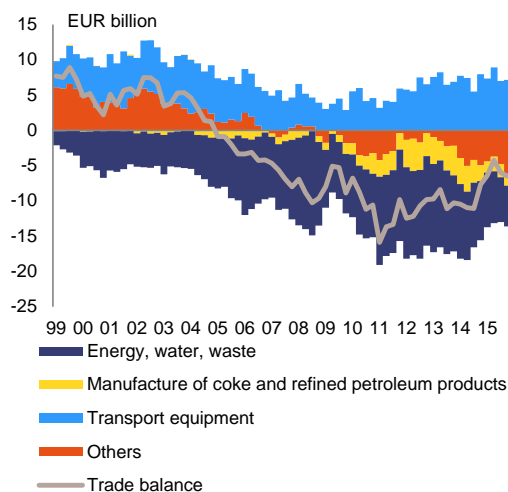 EUR billion
15
10
5
0
-5
-10
-15
-20
-25
99 00 01 02 03 04 05 06 07 08 09 10 11 12 13 14 15
Energy, water, waste
Manufacture of coke and refined petroleum products
Transport equipment
Others
Trade balance